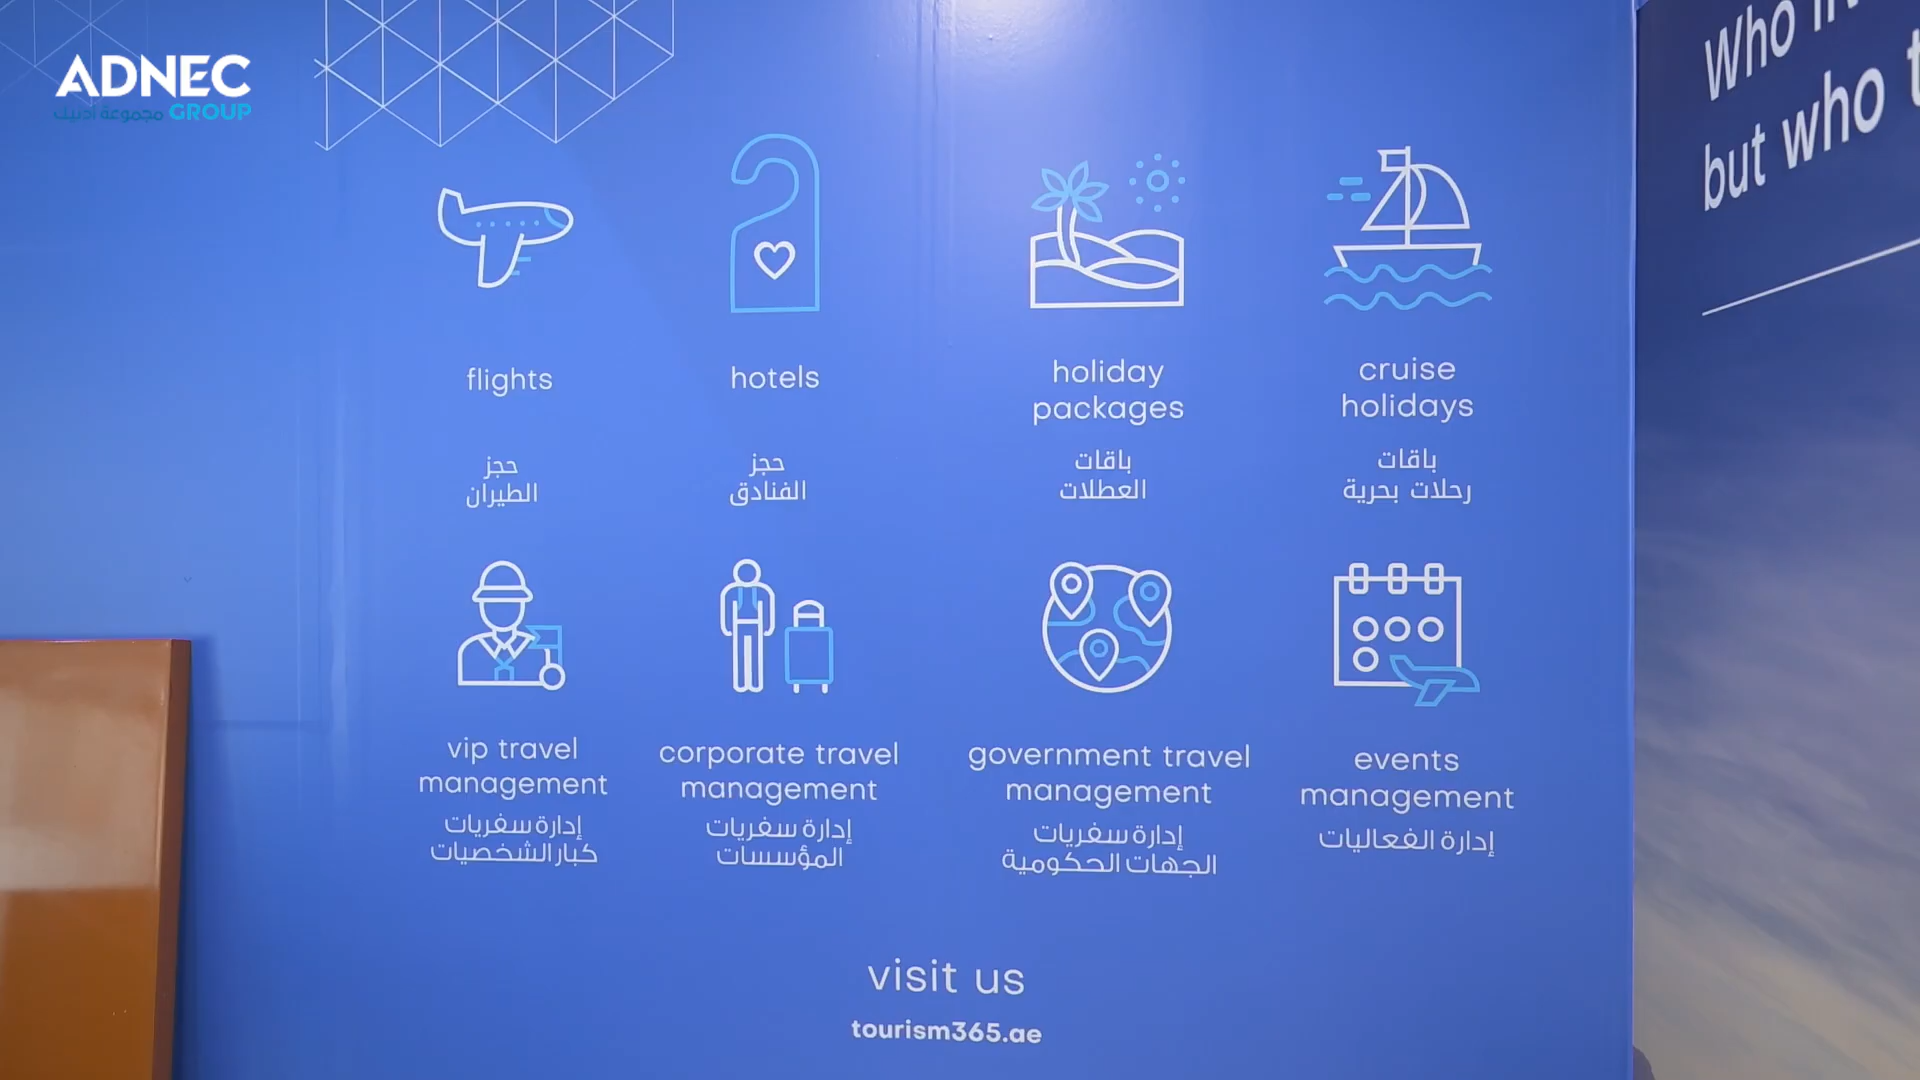 ADNEC
مجموعة أدنيك GROUP
Who
but who
flights
حجز
الطيران
hotels
حجز
الفنادق
holiday
packages
باقات
العطلات
cruise
holidays
باقات
رحلات بحرية
vip travel
management
إدارة سفريات
كبار الشخصيات
corporate travel
management
إدارة سفريات
المؤسسات
government travel
management
إدارة سفريات
الجهات الحكومية
events
management
إدارة الفعاليات
visit us
tourism365.ae